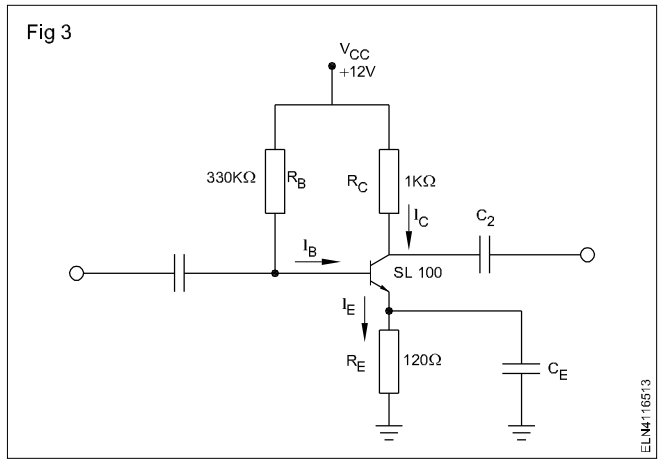 Fig 3
VCC
+12V
330KΩ
RB
RC
1KΩ
IC
C2
IB
SL 100
IE
RE
120Ω
CE
ELN4116513